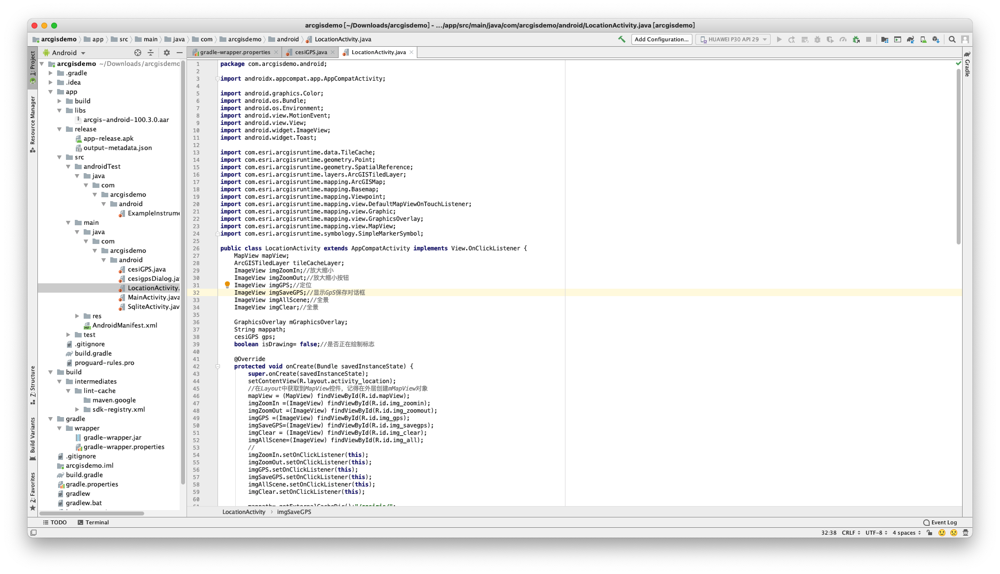 arcgisdemo [~/Downloads/arcgisdemo] - .../app/src/main/java/com/arcgisdemo/android/LocationActivity.java [arcgisdemo]
arcgisdemo app src main java com arcgisdemo android LocationActivity.java
Add Configuration...
HUAWEI P30 API 29
1: Project
Resource Manager
Z: Structure
Build Variants
2: Favorites
Android
arcgisdemo ~/Downloads/arcgisdemo
.gradle
.idea
app
build
libs
arcgis-android-100.3.0.aar
release
app-release.apk
output-metadata.json
src
androidTest
java
com
arcgisdemo
android
ExampleInstrume
main
java
com
arcgisdemo
android
cesiGPS.java
cesigpsDialog.ja
LocationActivity.
MainActivity.java
SqliteActivity.jav
res
AndroidManifest.xml
test
.gitignore
build.gradle
proguard-rules.pro
build
intermediates
lint-cache
maven.google
sdk-registry.xml
gradle
wrapper
gradle-wrapper.jar
gradle-wrapper.properties
.gitignore
arcgisdemo.iml
build.gradle
gradle.properties
gradlew
gradlew.bat
gradle-wrapper.properties cesiGPS.java LocationActivity.java
1 package com.arcgisdemo.android;
2
3 import androidx.appcompat.app.AppCompatActivity;
4
5 import android.graphics.Color;
6 import android.os.Bundle;
7 import android.os.Environment;
8 import android.view.MotionEvent;
9 import android.view.View;
10 import android.widget.ImageView;
11 import android.widget.Toast;
12
13 import com.esri.arcgisruntime.data.TileCache;
14 import com.esri.arcgisruntime.geometry.Point;
15 import com.esri.arcgisruntime.geometry.SpatialReference;
16 import com.esri.arcgisruntime.layers.ArcGISTiledLayer;
17 import com.esri.arcgisruntime.mapping.ArcGISMap;
18 import com.esri.arcgisruntime.mapping.Basemap;
19 import com.esri.arcgisruntime.mapping.Viewpoint;
20 import com.esri.arcgisruntime.mapping.view.DefaultMapViewOnTouchListener;
21 import com.esri.arcgisruntime.mapping.view.Graphic;
22 import com.esri.arcgisruntime.mapping.view.GraphicsOverlay;
23 import com.esri.arcgisruntime.mapping.view.MapView;
24 import com.esri.arcgisruntime.symbology.SimpleMarkerSymbol;
25
26 public class LocationActivity extends AppCompatActivity implements View.OnClickListener {
27 MapView mapView;
28 ArcGISTiledLayer tileCacheLayer;
29 ImageView imgZoomIn;//放大缩小
30 ImageView imgZoomOut;//放大缩小按钮
31 ImageView imgGPS;//定位
32 ImageView imgSaveGPS;//显示GpS保存对话框
33 ImageView imgAllScene;//全景
34 ImageView imgClear;//全景
35
36 GraphicsOverlay mGraphicsOverlay;
37 String mappath;
38 cesiGPS gps;
39 boolean isDrawing= false;//是否正在绘制标志
40
41 @Override
42 protected void onCreate(Bundle savedInstanceState) {
43 super.onCreate(savedInstanceState);
44 setContentView(R.layout.activity_location);
45 //在Layout中获取到MapView控件，记得在外层创建mMapView对象
46 mapView = (MapView) findViewById(R.id.mapView);
47 imgZoomIn =(ImageView) findViewById(R.id.img_zoomin);
48 imgZoomOut =(ImageView) findViewById(R.id.img_zoomout);
49 imgGPS =(ImageView) findViewById(R.id.img_gps);
50 imgSaveGPS=(ImageView) findViewById(R.id.img_savegps);
51 imgClear = (ImageView) findViewById(R.id.img_clear);
52 imgAllScene=(ImageView) findViewById(R.id.img_all);
53 //
54 imgZoomIn.setOnClickListener(this);
55 imgZoomOut.setOnClickListener(this);
56 imgGPS.setOnClickListener(this);
57 imgSaveGPS.setOnClickListener(this);
58 imgAllScene.setOnClickListener(this);
59 imgClear.setOnClickListener(this);
60
LocationActivity › imgSaveGPS
Gradle
TODO Terminal Event Log
32:38 CRLF UTF-8 4 spaces